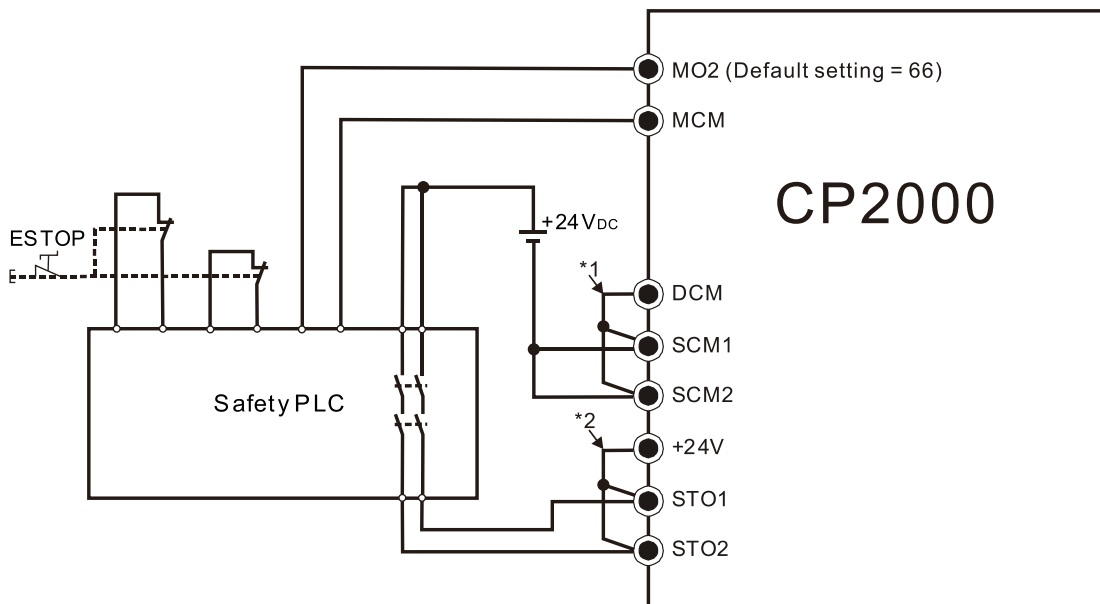 MO2 (Default setting = 66)
MCM
CP2000
ESTOP
+24VDC
*1
DCM
SCM1
Safety PLC
SCM2
*2
+24V
STO1
STO2